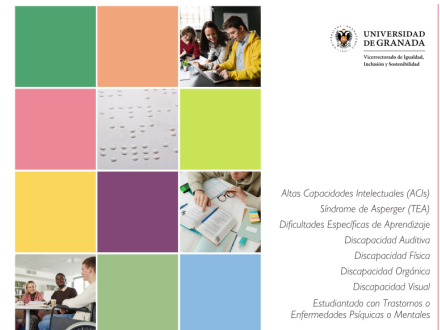 UNIVERSIDAD
DE GRANADA
Vicerrectorado de Igualdad,
Inclusión y Sostenibilidad
Altas Capacidades Intelectuales (ACIs)
Síndrome de Asperger (TEA)
Dificultades Específicas de Aprendizaje
Discapacidad Auditiva
Discapacidad Física
Discapacidad Orgánica
Discapacidad Visual
Estudiantado con Trastornos o
Enfermedades Psíquicas o Mentales